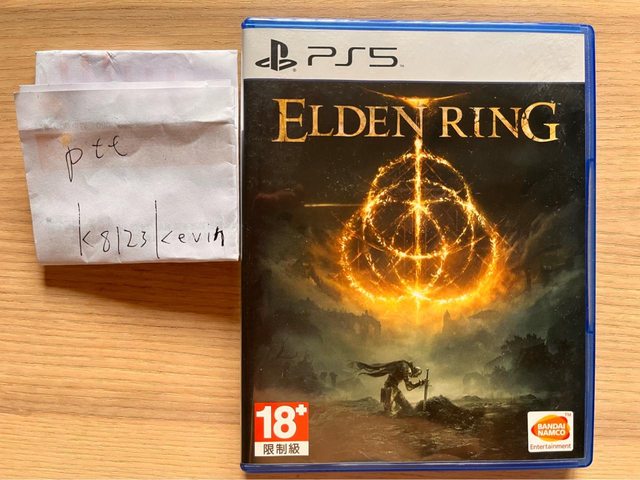 ptt
k8123kevin
PS5
ELDEN RING
18+
限制級
BANDAI
NAMCO
Entertainment